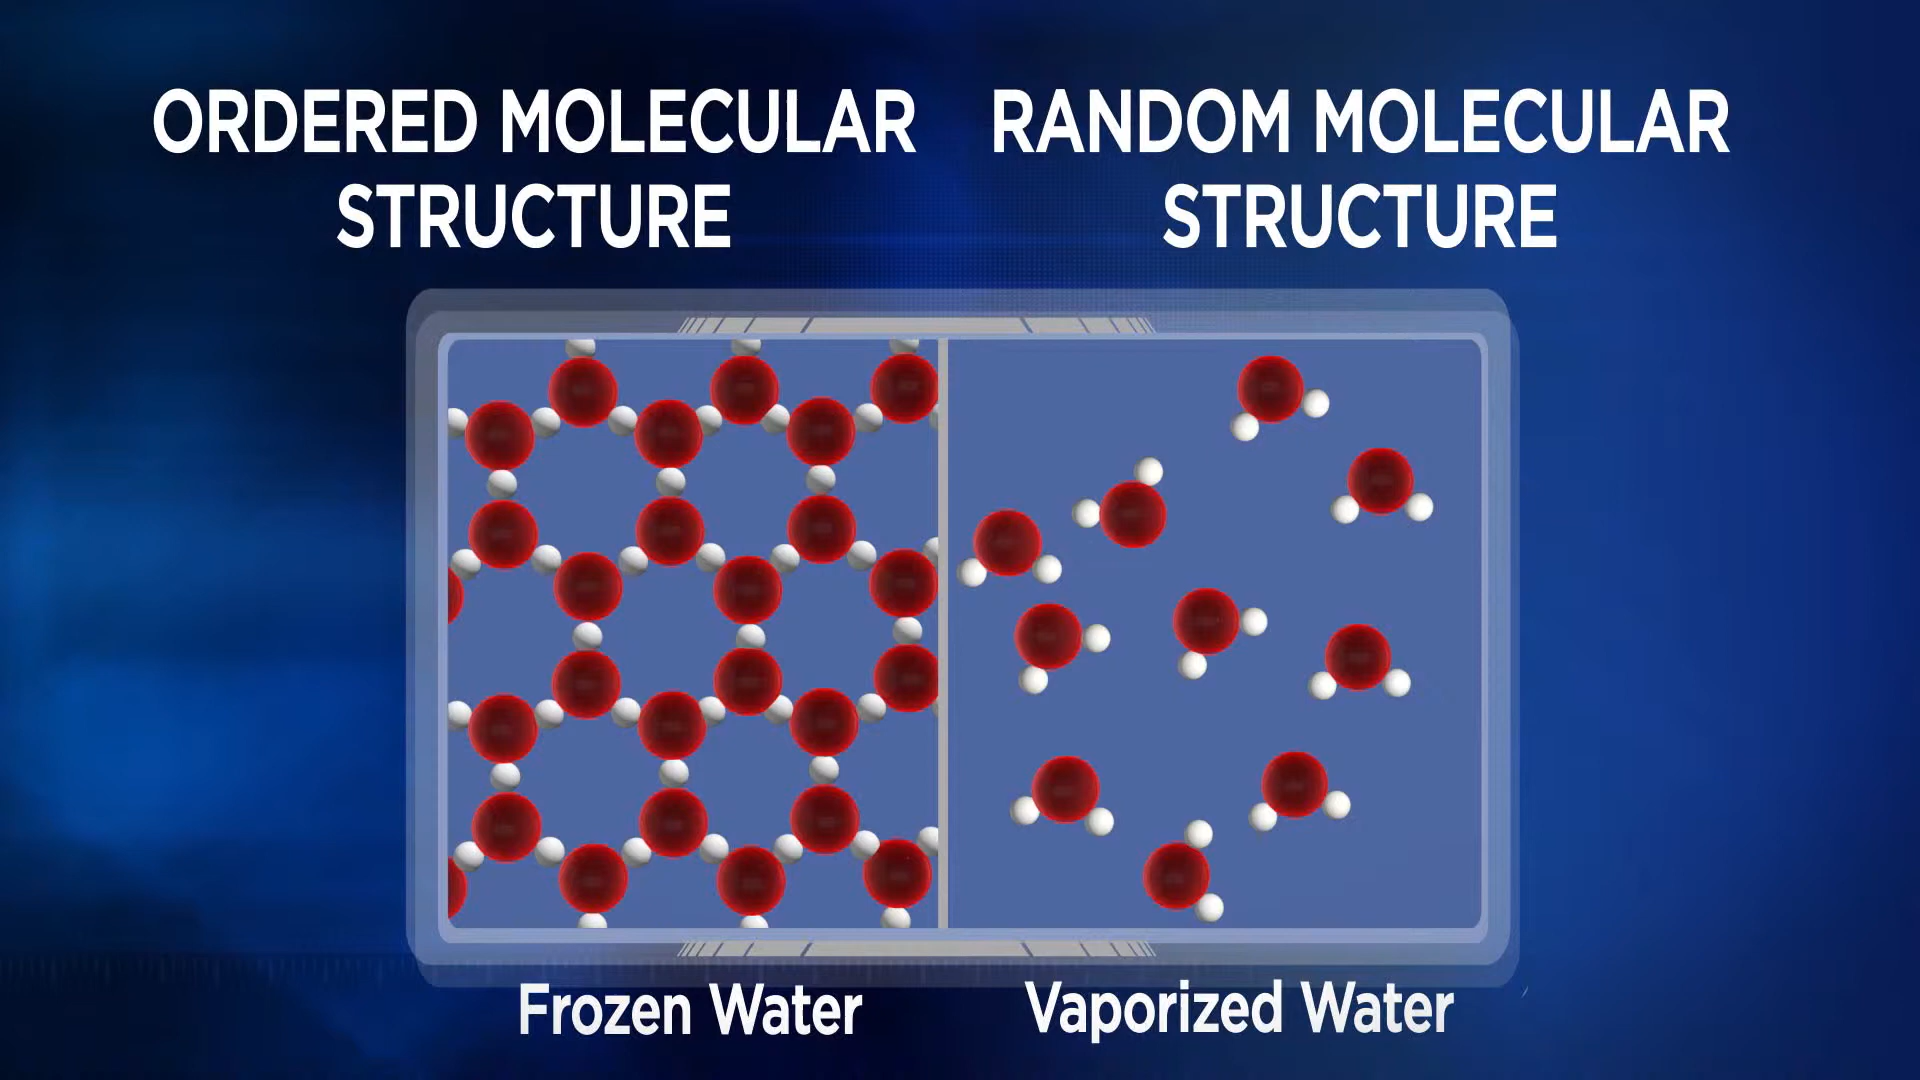 ORDERED MOLECULAR
STRUCTURE
RANDOM MOLECULAR
STRUCTURE
Frozen Water
Vaporized Water